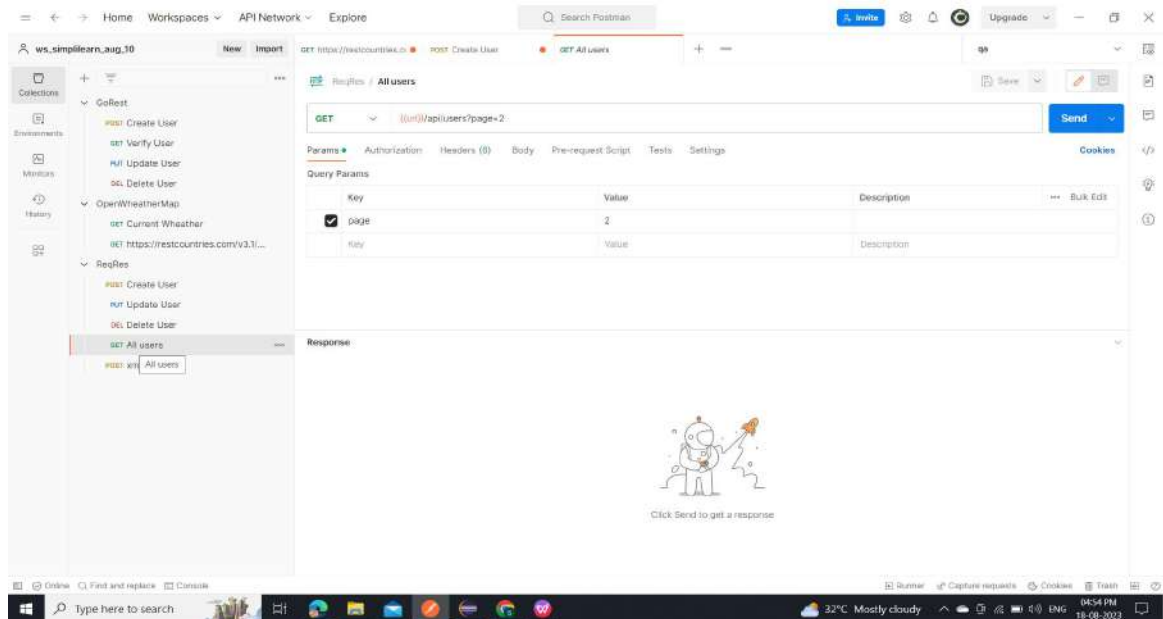 Home Workspaces API Network Explore Search Postman Invite Upgrade
ws_simplilearn_aug_10 New Import GET https://restcountries.c POST Create User GET All users qa
Collections
Environments
Monitors
History
GoRest
POST Create User
GET Verify User
PUT Update User
DEL Delete User
OpenWheatherMap
GET Current Wheather
GET https://restcountries.com/v3.1/...
ReqRes
POST Create User
PUT Update User
DEL Delete User
GET All users
POST
All users
ReqRes / All users Save
GET {{url}}/api/users?page=2 Send
Params Authorization Headers (6) Body Pre-request Script Tests Settings Cookies
Query Params
Key Value Description Bulk Edit
page 2
Key Value Description
Response
Click Send to get a response
Online Find and replace Console Runner Capture requests Cookies Trash
Type here to search 32°C Mostly cloudy ENG 04:54 PM
18-08-2023